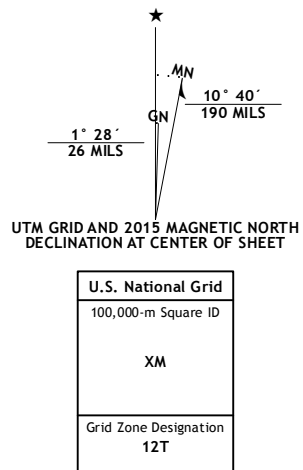 ★
MN
GN
10° 40´
190 MILS
1° 28´
26 MILS
UTM GRID AND 2015 MAGNETIC NORTH
DECLINATION AT CENTER OF SHEET
U.S. National Grid
100,000-m Square ID
XM
Grid Zone Designation
12T